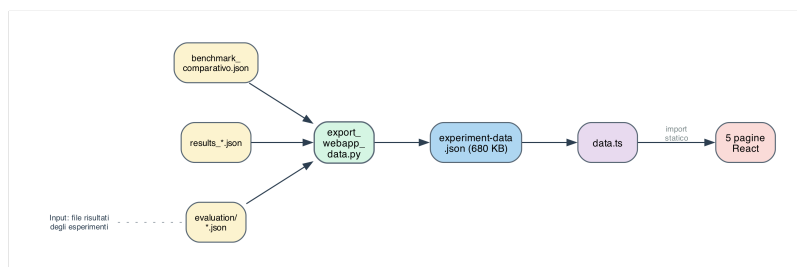 benchmark_
comparativo.json
results_*.json
evaluation/
*.json
Input: file risultati
degli esperimenti
export_
webapp_
data.py
experiment-data
.json (680 KB)
data.ts
import
statico
5 pagine
React